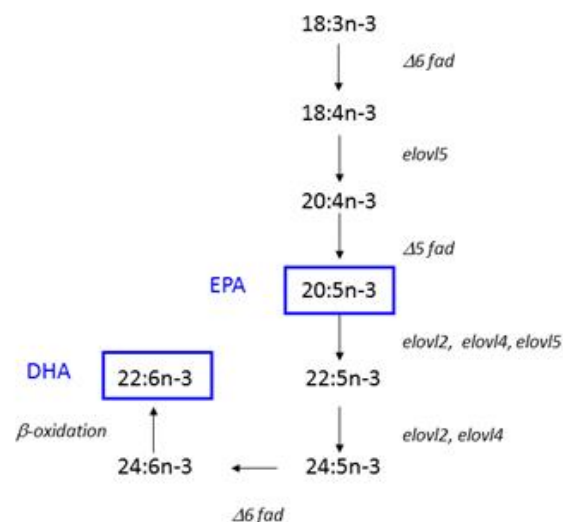 18:3n-3
Δ6 fad
18:4n-3
elovl5
20:4n-3
Δ5 fad
EPA
20:5n-3
elovl2, elovl4, elovl5
DHA
22:6n-3
22:5n-3
β-oxidation
elovl2, elovl4
24:6n-3
24:5n-3
Δ6 fad